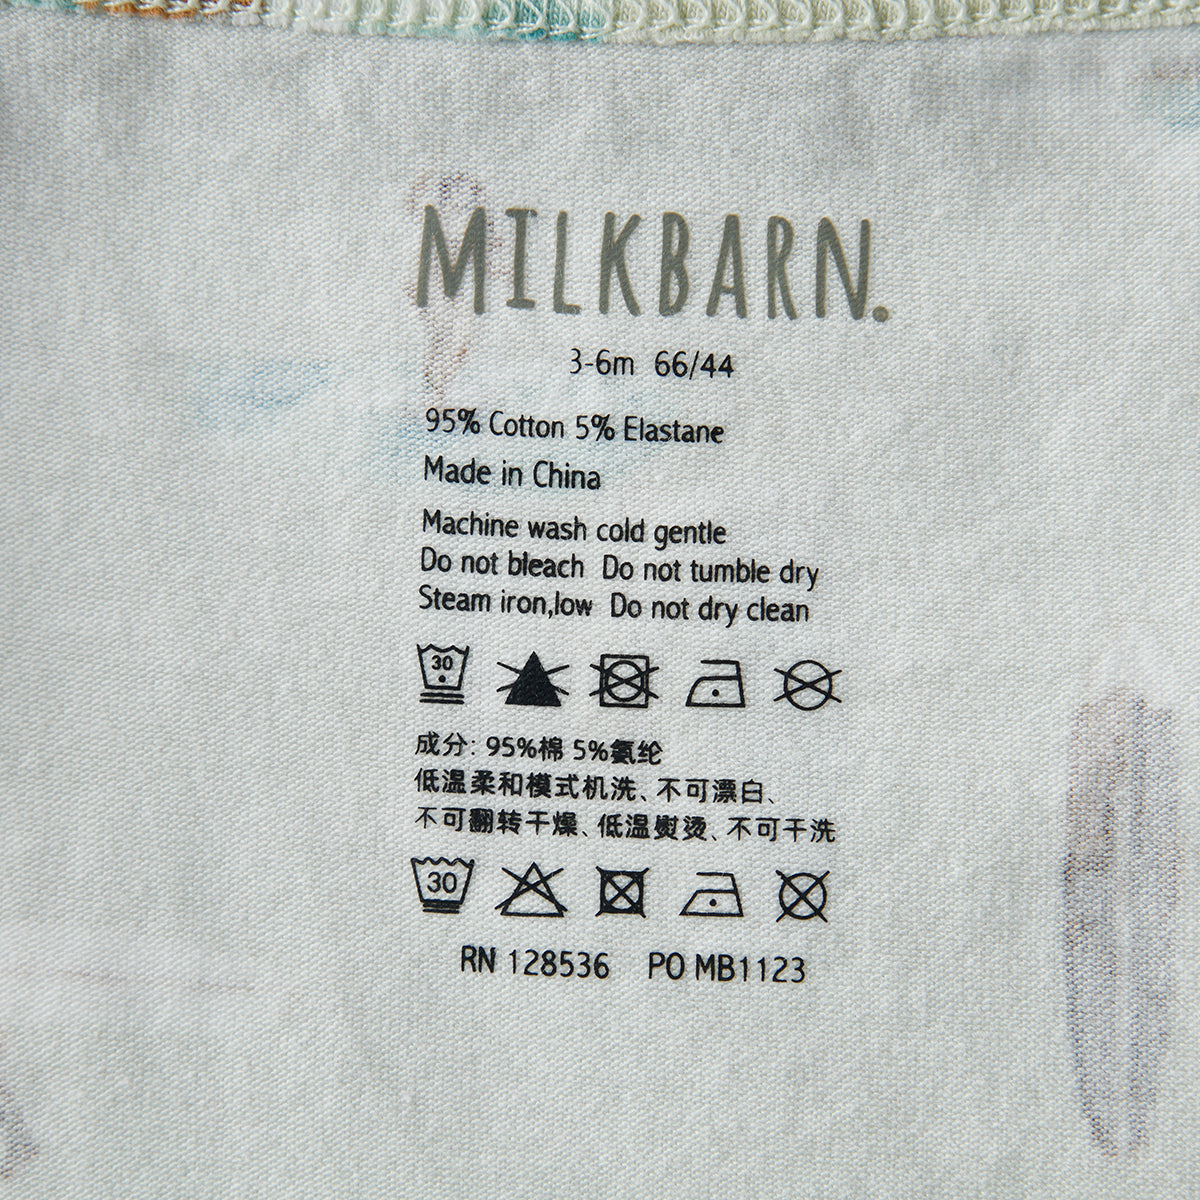 MILKBARN.
3-6m 66/44
95% Cotton 5% Elastane
Made in China
Machine wash cold gentle
Do not bleach Do not tumble dry
Steam iron,low Do not dry clean
30
成分: 95%棉 5%氨纶
低温柔和模式机洗、不可漂白、
不可翻转干燥、低温熨烫、不可干洗
30
RN 128536 PO MB1123